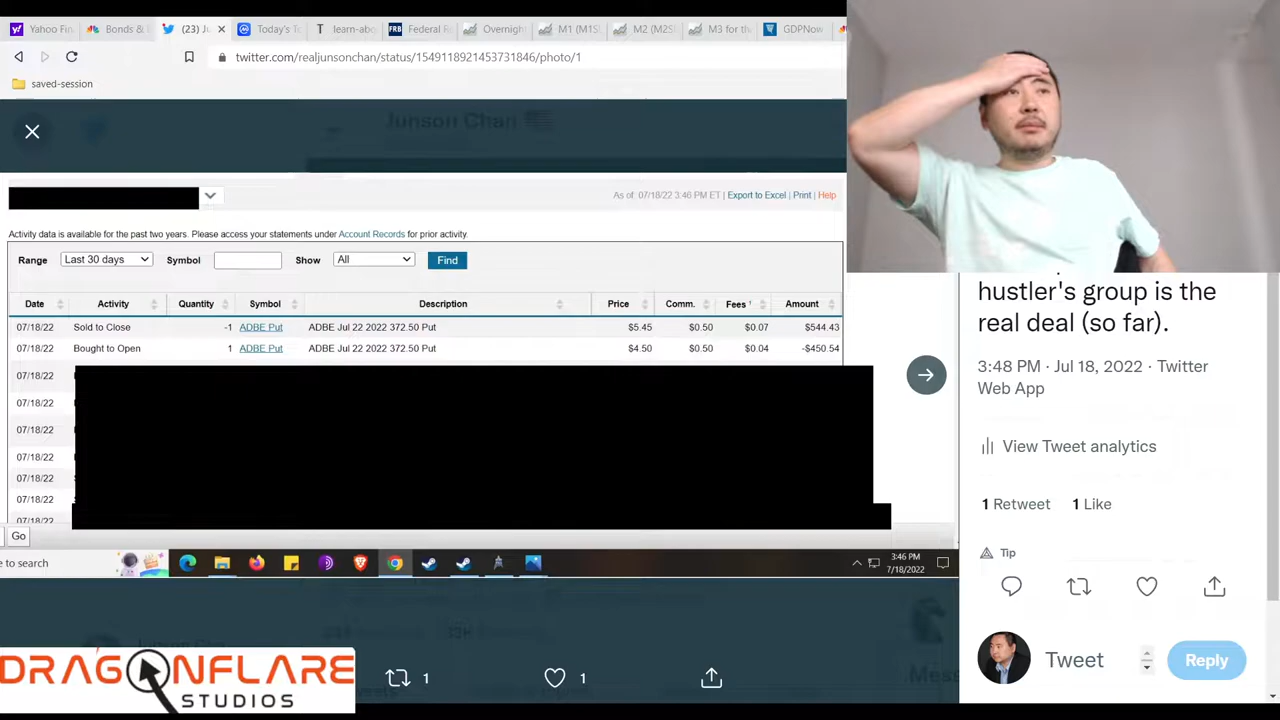 Yahoo Fin
Bonds &
(23) Ju
Today's To
learn-abo
Federal R
Overnigh
M1 (M1S
M2 (M2S
M3 for th
GDPNow
twitter.com/realjunsonchan/status/1549118921453731846/photo/1
saved-session
Junson Chan
As of: 07/18/22 3:46 PM ET | Export to Excel | Print | Help
Activity data is available for the past two years. Please access your statements under Account Records for prior activity.
Range Last 30 days Symbol Show All Find
Date Activity Quantity Symbol Description Price Comm. Fees Amount
07/18/22 Sold to Close -1 ADBE Put ADBE Jul 22 2022 372.50 Put $5.45 $0.50 $0.07 $544.43
07/18/22 Bought to Open 1 ADBE Put ADBE Jul 22 2022 372.50 Put $4.50 $0.50 $0.04 -$450.54
07/18/22
07/18/22
07/18/22
07/18/22
07/18/22
07/18/22
07/18/22
Go
e to search
3:46 PM
7/18/2022
1
1
hustler's group is the
real deal (so far).
3:48 PM · Jul 18, 2022 · Twitter
Web App
View Tweet analytics
1 Retweet 1 Like
Tip
Tweet
Reply
DRAGONFLARE
STUDIOS